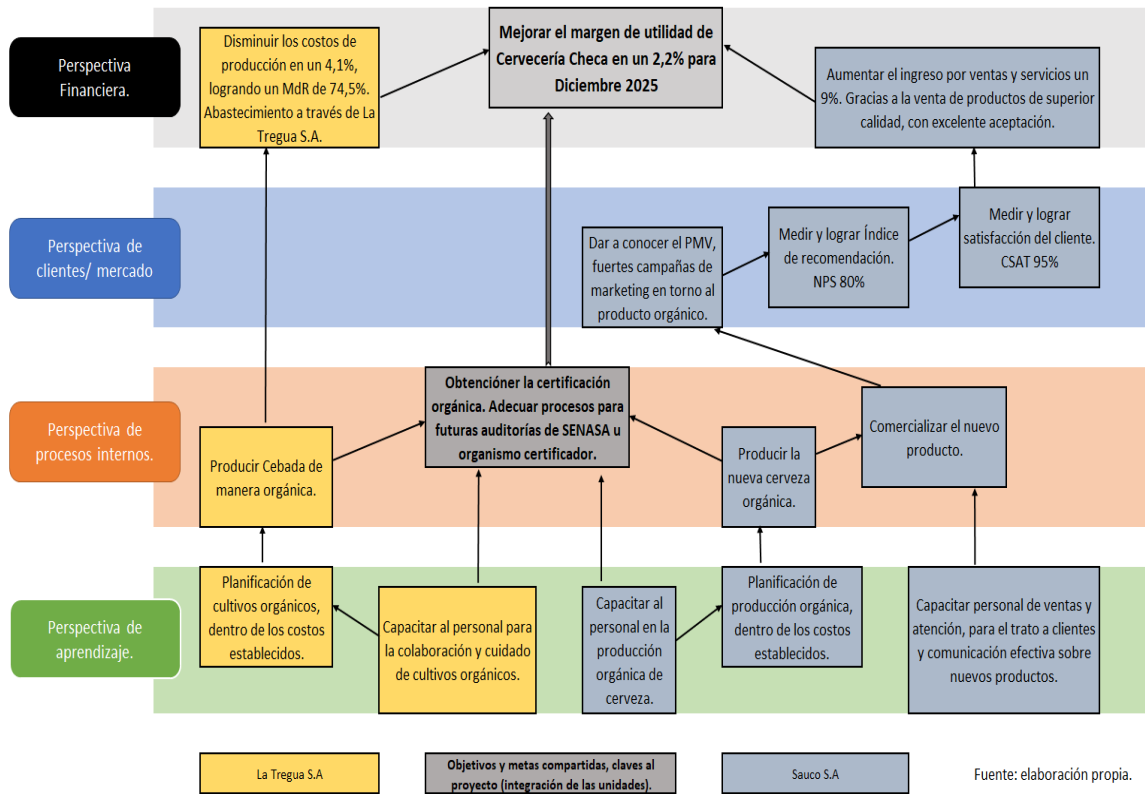 Perspectiva
Financiera.
Disminuir los costos de
producción en un 4,1%,
logrando un MdR de 74,5%.
Abastecimiento a través de La
Tregua S.A.
Mejorar el margen de utilidad de
Cervecería Checa en un 2,2% para
Diciembre 2025
Aumentar el ingreso por ventas y servicios un
9%. Gracias a la venta de productos de superior
calidad, con excelente aceptación.
Perspectiva de
clientes/ mercado
Dar a conocer el PMV,
fuertes campañas de
marketing en torno al
producto orgánico.
Medir y lograr Índice
de recomendación.
NPS 80%
Medir y lograr
satisfacción del cliente.
CSAT 95%
Perspectiva de
procesos internos.
Producir Cebada de
manera orgánica.
Obtencióner la certificación
orgánica. Adecuar procesos para
futuras auditorías de SENASA u
organismo certificador.
Producir la
nueva cerveza
orgánica.
Comercializar el nuevo
producto.
Perspectiva de
aprendizaje.
Planificación de
cultivos orgánicos,
dentro de los costos
establecidos.
Capacitar al personal para
la colaboración y cuidado
de cultivos orgánicos.
Capacitar al
personal en la
producción
orgánica de
cerveza.
Planificación de
producción orgánica,
dentro de los costos
establecidos.
Capacitar personal de ventas y
atención, para el trato a clientes
y comunicación efectiva sobre
nuevos productos.
La Tregua S.A
Objetivos y metas compartidas, claves al
proyecto (integración de las unidades).
Sauco S.A
Fuente: elaboración propia.